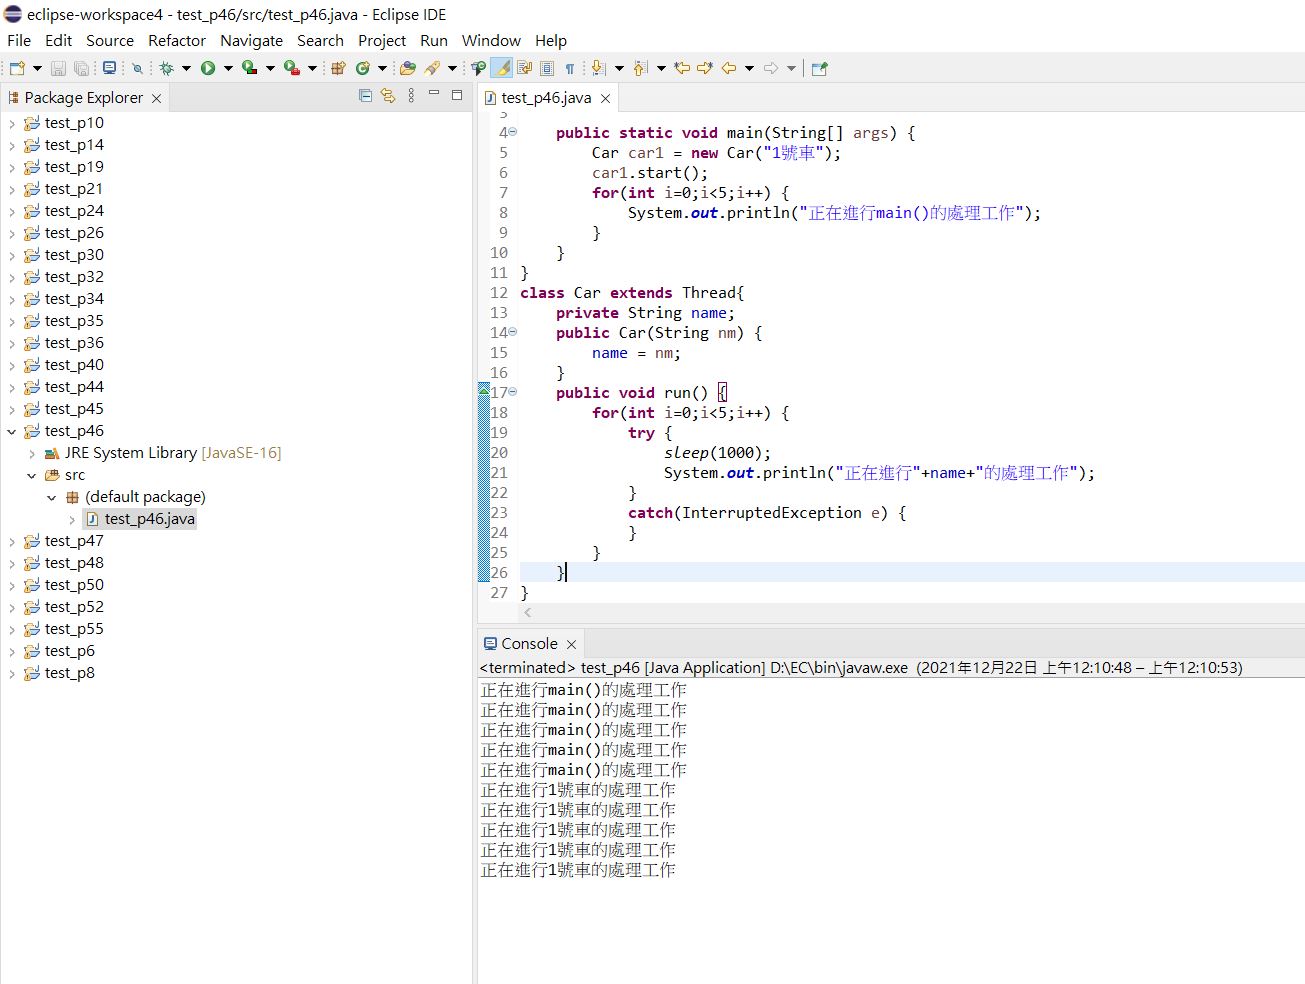 eclipse-workspace4 - test_p46/src/test_p46.java - Eclipse IDE
File Edit Source Refactor Navigate Search Project Run Window Help
Package Explorer
test_p10
test_p14
test_p19
test_p21
test_p24
test_p26
test_p30
test_p32
test_p34
test_p35
test_p36
test_p40
test_p44
test_p45
test_p46
JRE System Library [JavaSE-16]
src
(default package)
test_p46.java
test_p47
test_p48
test_p50
test_p52
test_p55
test_p6
test_p8
test_p46.java
3
4 public static void main(String[] args) {
5 Car car1 = new Car("1號車");
6 car1.start();
7 for(int i=0;i<5;i++) {
8 System.out.println("正在進行main()的處理工作");
9 }
10 }
11 }
12 class Car extends Thread{
13 private String name;
14 public Car(String nm) {
15 name = nm;
16 }
17 public void run() {
18 for(int i=0;i<5;i++) {
19 try {
20 sleep(1000);
21 System.out.println("正在進行"+name+"的處理工作");
22 }
23 catch(InterruptedException e) {
24 }
25 }
26 }
27 }
Console
<terminated> test_p46 [Java Application] D:\EC\bin\javaw.exe (2021年12月22日 上午12:10:48 – 上午12:10:53)
正在進行main()的處理工作
正在進行main()的處理工作
正在進行main()的處理工作
正在進行main()的處理工作
正在進行main()的處理工作
正在進行1號車的處理工作
正在進行1號車的處理工作
正在進行1號車的處理工作
正在進行1號車的處理工作
正在進行1號車的處理工作